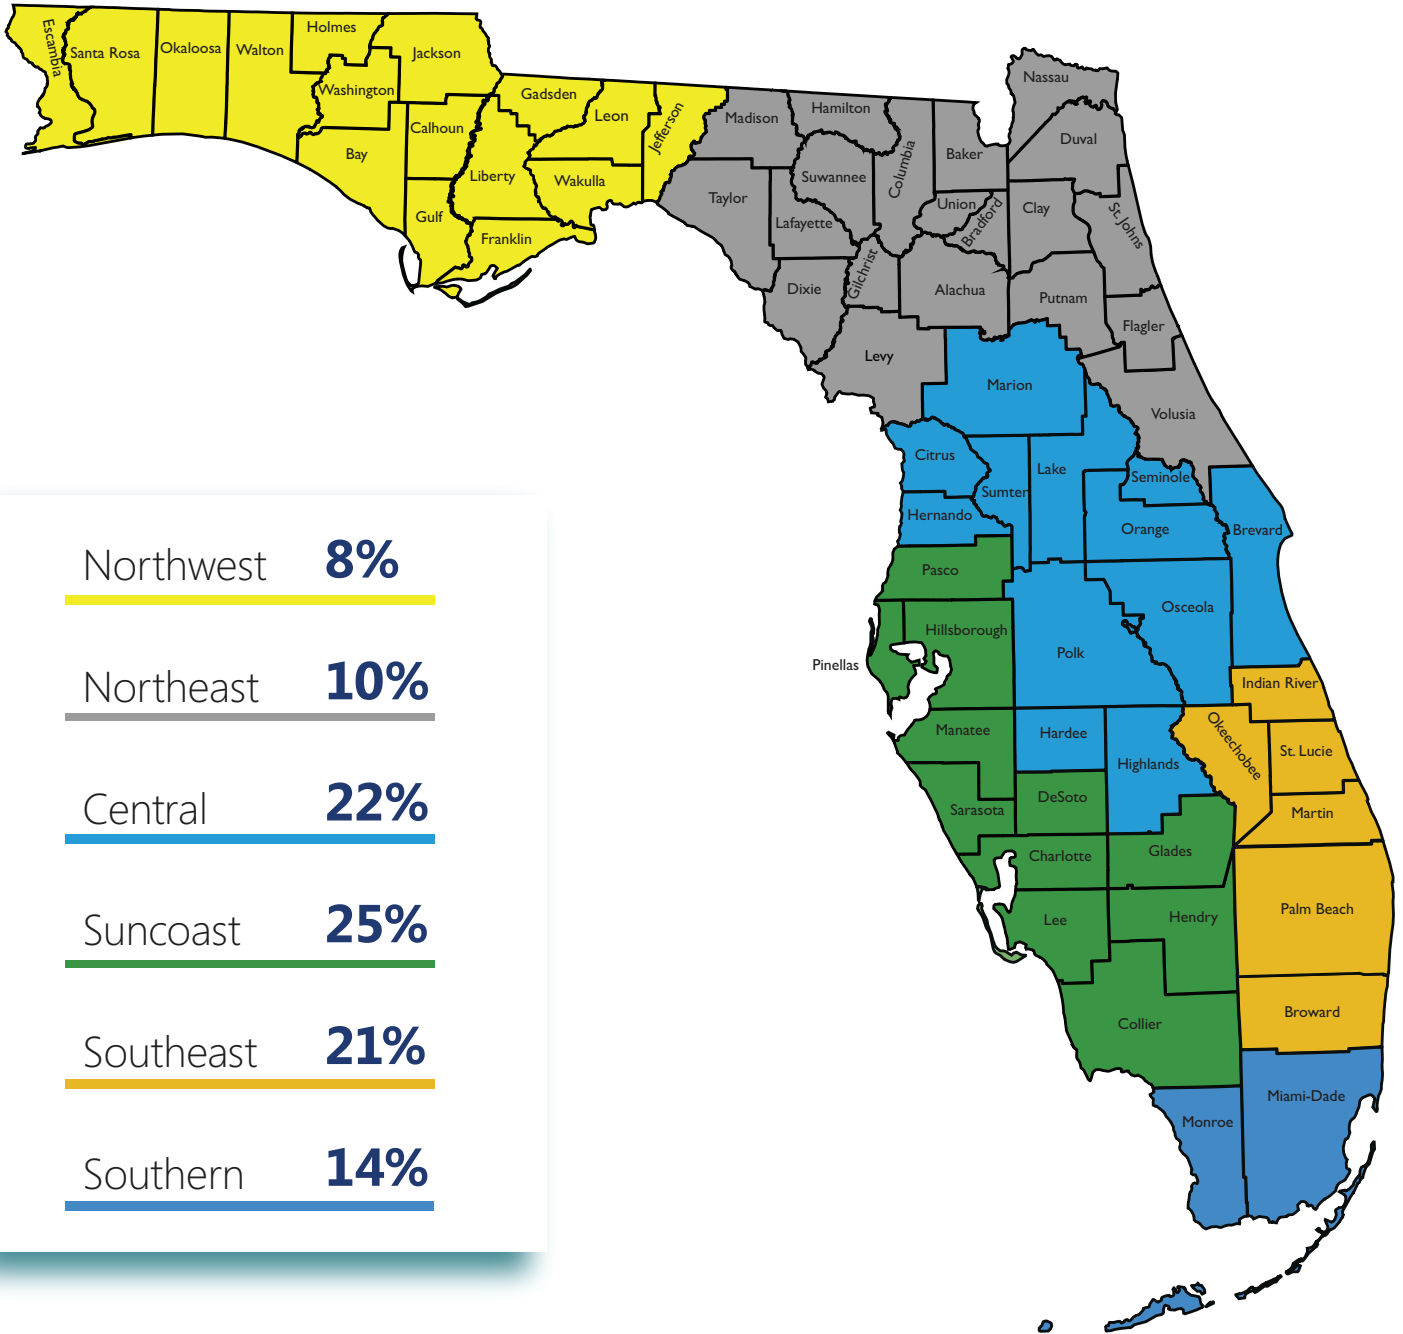 Escambia
Santa Rosa
Okaloosa
Walton
Holmes
Washington
Jackson
Bay
Calhoun
Gulf
Liberty
Gadsden
Leon
Jefferson
Wakulla
Franklin
Madison
Hamilton
Taylor
Lafayette
Suwannee
Columbia
Baker
Nassau
Duval
Union
Bradford
Clay
St. Johns
Dixie
Gilchrist
Alachua
Putnam
Flagler
Levy
Marion
Volusia
Citrus
Sumter
Lake
Seminole
Hernando
Orange
Brevard
Pasco
Osceola
Pinellas
Hillsborough
Polk
Indian River
Manatee
Hardee
Highlands
Okeechobee
St. Lucie
Sarasota
DeSoto
Martin
Charlotte
Glades
Lee
Hendry
Palm Beach
Collier
Broward
Monroe
Miami-Dade
Northwest 8%
Northeast 10%
Central 22%
Suncoast 25%
Southeast 21%
Southern 14%